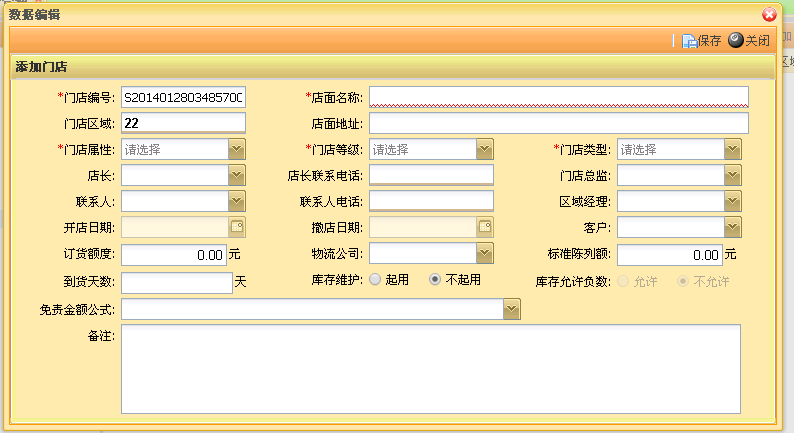 数据编辑
保存 关闭
添加门店
*门店编号: S201401280348570C *店面名称:
门店区域: 22 店面地址:
*门店属性: 请选择 *门店等级: 请选择 *门店类型: 请选择
店长: 店长联系电话: 门店总监:
联系人: 联系人电话: 区域经理:
开店日期: 撤店日期: 客户:
订货额度: 0.00 元 物流公司: 标准陈列额: 0.00 元
到货天数: 天 库存维护: 起用 不起用 库存允许负数: 允许 不允许
免责金额公式:
备注: